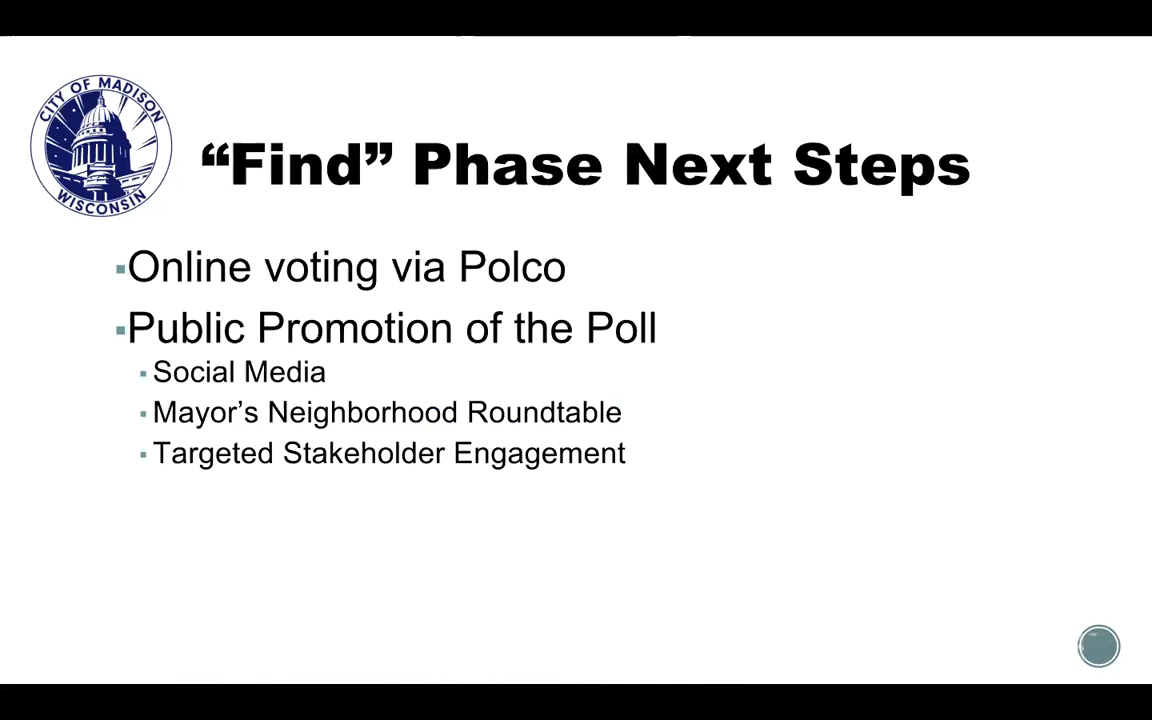 CITY OF MADISON
WISCONSIN
“Find” Phase Next Steps
▪Online voting via Polco
▪Public Promotion of the Poll
▪Social Media
▪Mayor’s Neighborhood Roundtable
▪Targeted Stakeholder Engagement